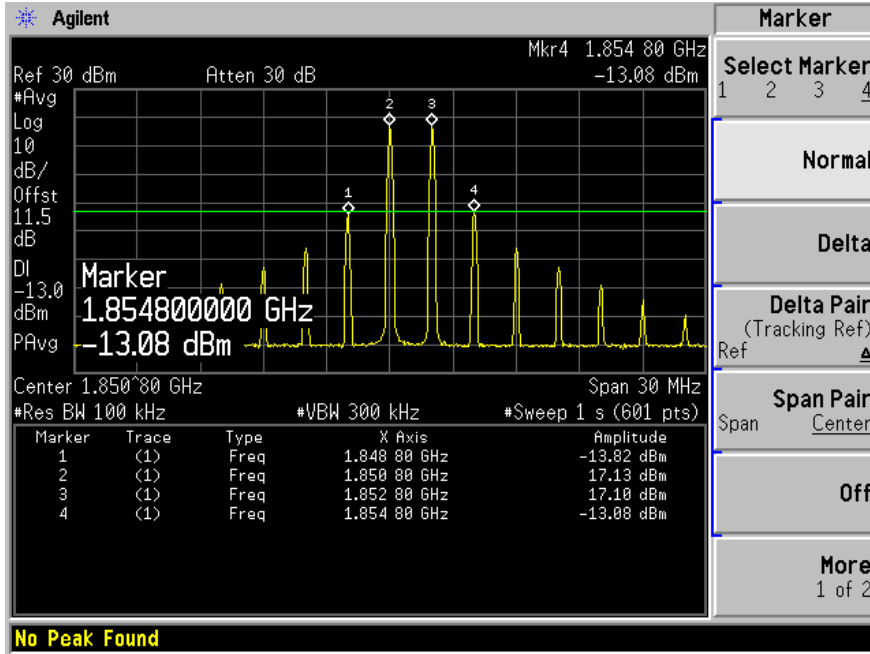 Agilent
Marker
Mkr4 1.854 80 GHz
Ref 30 dBm Atten 30 dB -13.08 dBm
#Avg
Log
10
dB/
Offst
11.5
dB
DI
-13.0
dBm
PAvg
1
2
3
4
Marker
1.854800000 GHz
-13.08 dBm
Center 1.850^80 GHz Span 30 MHz
#Res BW 100 kHz #VBW 300 kHz #Sweep 1 s (601 pts)
Marker Trace Type X Axis Amplitude
1 (1) Freq 1.848 80 GHz -13.82 dBm
2 (1) Freq 1.850 80 GHz 17.13 dBm
3 (1) Freq 1.852 80 GHz 17.10 dBm
4 (1) Freq 1.854 80 GHz -13.08 dBm
Select Marker
1 2 3 4
Normal
Delta
Delta Pair
(Tracking Ref)
Ref Δ
Span Pair
Span Center
Off
More
1 of 2
No Peak Found